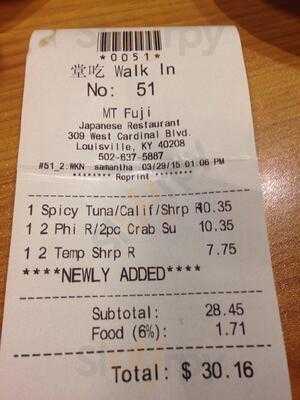 *0051*
堂吃 Walk In
No: 51
MT Fuji
Japanese Restaurant
309 West Cardinal Blvd.
Louisville, KY 40208
502-637-5887
#51_2.WKN samantha 03/29/15 01:06 PM
******** Reprint ********
1 Spicy Tuna/Calif/Shrp R10.35
1 2 Phi R/2pc Crab Su 10.35
1 2 Temp Shrp R 7.75
****NEWLY ADDED****
Subtotal: 28.45
Food (6%): 1.71
Total: $ 30.16